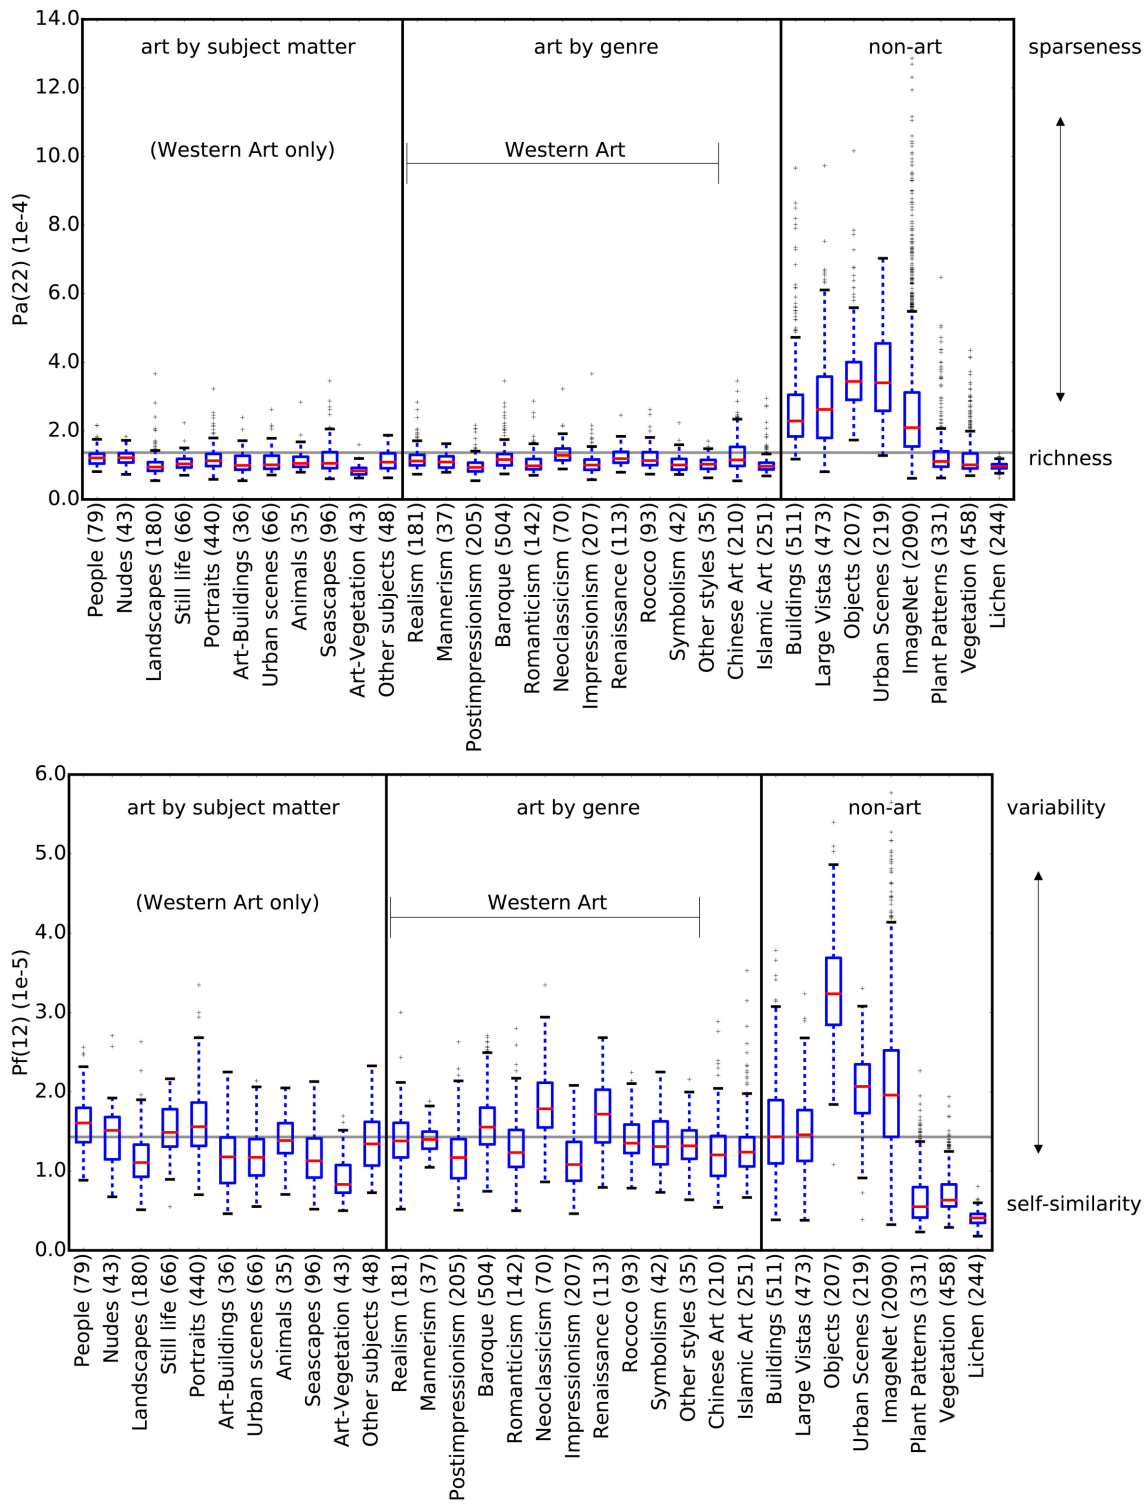 14.0
art by subject matter
art by genre
non-art
sparseness
12.0
(Western Art only)
Western Art
10.0
8.0
Pa(22) (1e-4)
6.0
4.0
2.0
richness
0.0
People (79)
Nudes (43)
Landscapes (180)
Still life (66)
Portraits (440)
Art-Buildings (36)
Urban scenes (66)
Animals (35)
Seascapes (96)
Art-Vegetation (43)
Other subjects (48)
Realism (181)
Mannerism (37)
Postimpressionism (205)
Baroque (504)
Romanticism (142)
Neoclassicism (70)
Impressionism (207)
Renaissance (113)
Rococo (93)
Symbolism (42)
Other styles (35)
Chinese Art (210)
Islamic Art (251)
Buildings (511)
Large Vistas (473)
Objects (207)
Urban Scenes (219)
ImageNet (2090)
Plant Patterns (331)
Vegetation (458)
Lichen (244)
6.0
art by subject matter
art by genre
non-art
variability
5.0
(Western Art only)
Western Art
4.0
Pf(12) (1e-5)
3.0
2.0
1.0
self-similarity
0.0
People (79)
Nudes (43)
Landscapes (180)
Still life (66)
Portraits (440)
Art-Buildings (36)
Urban scenes (66)
Animals (35)
Seascapes (96)
Art-Vegetation (43)
Other subjects (48)
Realism (181)
Mannerism (37)
Postimpressionism (205)
Baroque (504)
Romanticism (142)
Neoclassicism (70)
Impressionism (207)
Renaissance (113)
Rococo (93)
Symbolism (42)
Other styles (35)
Chinese Art (210)
Islamic Art (251)
Buildings (511)
Large Vistas (473)
Objects (207)
Urban Scenes (219)
ImageNet (2090)
Plant Patterns (331)
Vegetation (458)
Lichen (244)